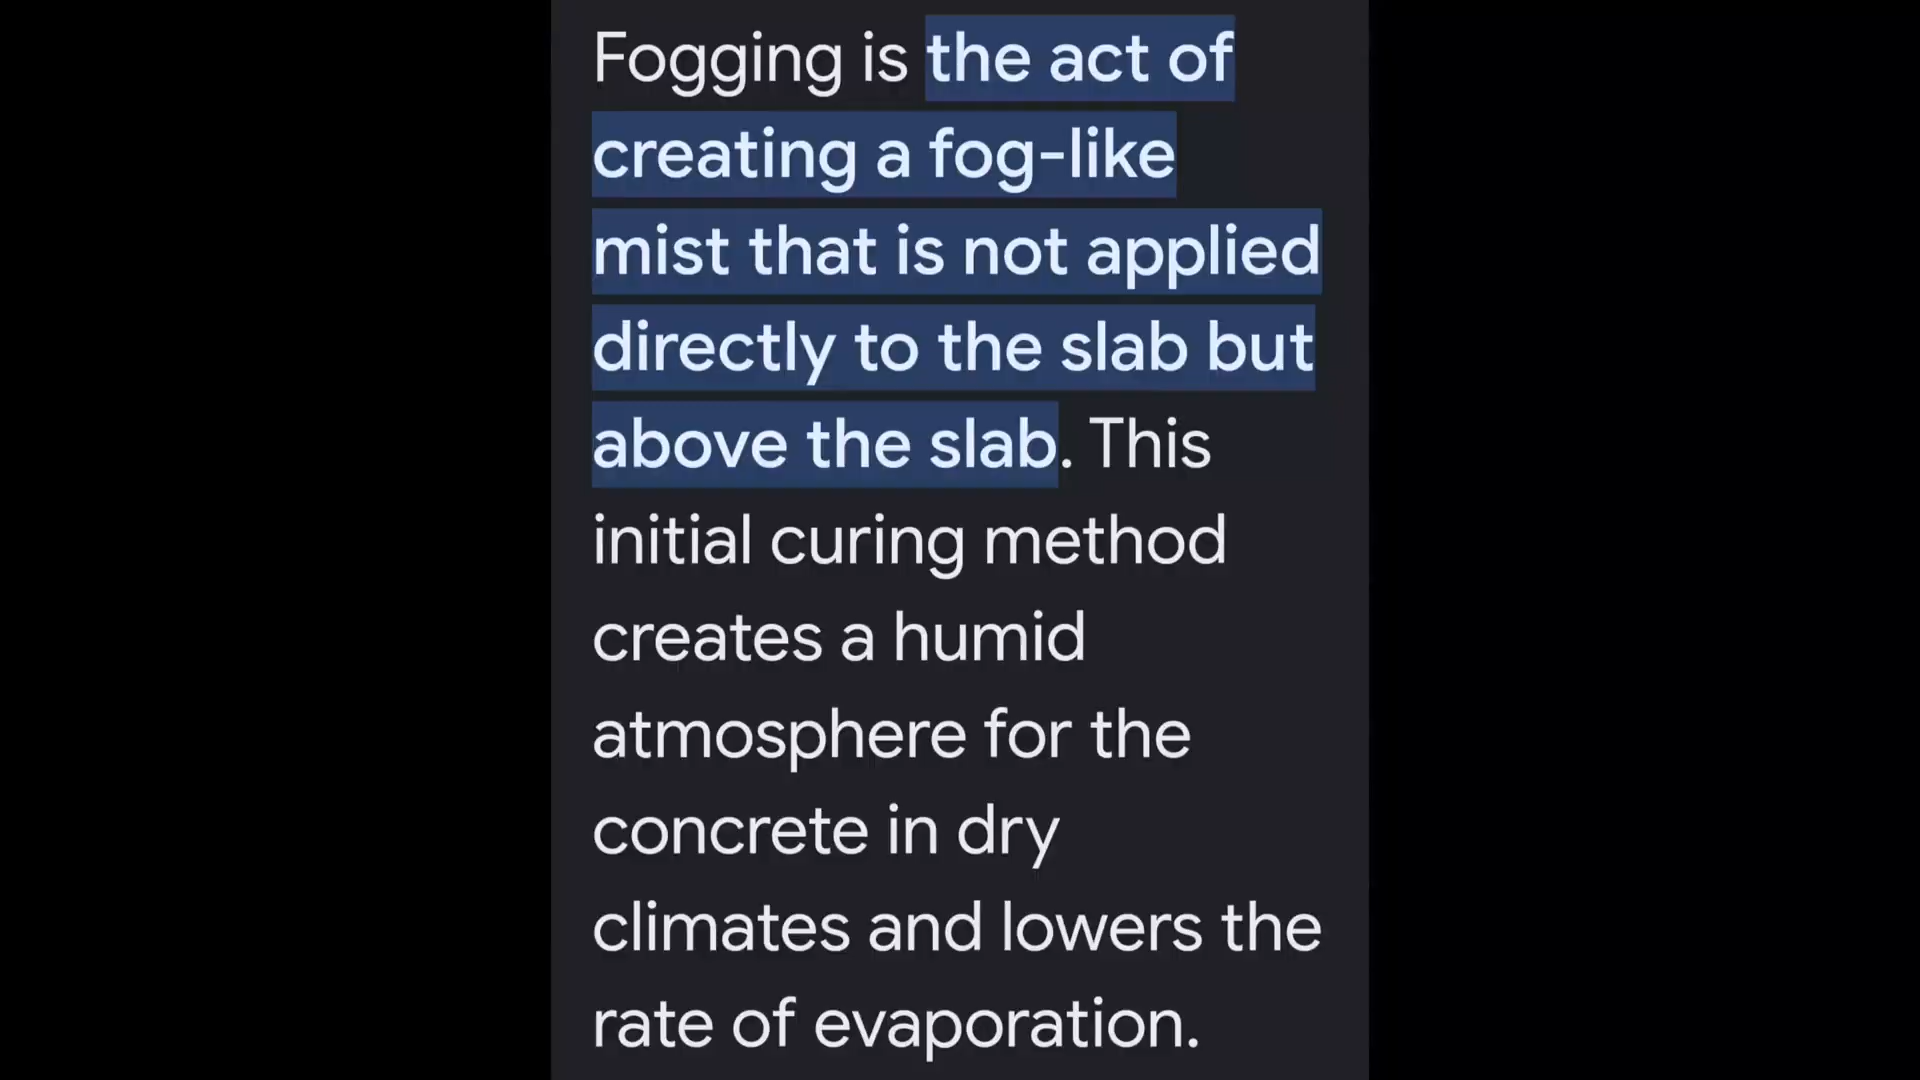 Fogging is the act of
creating a fog-like
mist that is not applied
directly to the slab but
above the slab. This
initial curing method
creates a humid
atmosphere for the
concrete in dry
climates and lowers the
rate of evaporation.